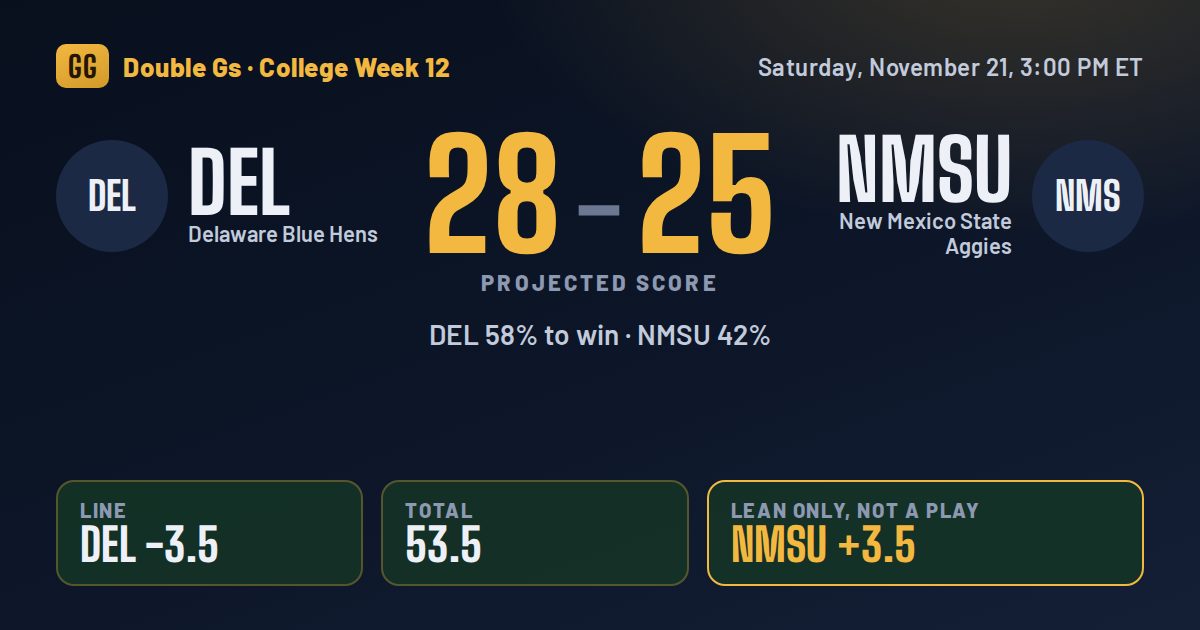 GG
Double Gs · College Week 12
Saturday, November 21, 3:00 PM ET
DEL
DEL
Delaware Blue Hens
28 – 25
PROJECTED SCORE
DEL 58% to win · NMSU 42%
NMSU
New Mexico State
Aggies
NMS
LINE
DEL −3.5
TOTAL
53.5
LEAN ONLY, NOT A PLAY
NMSU +3.5